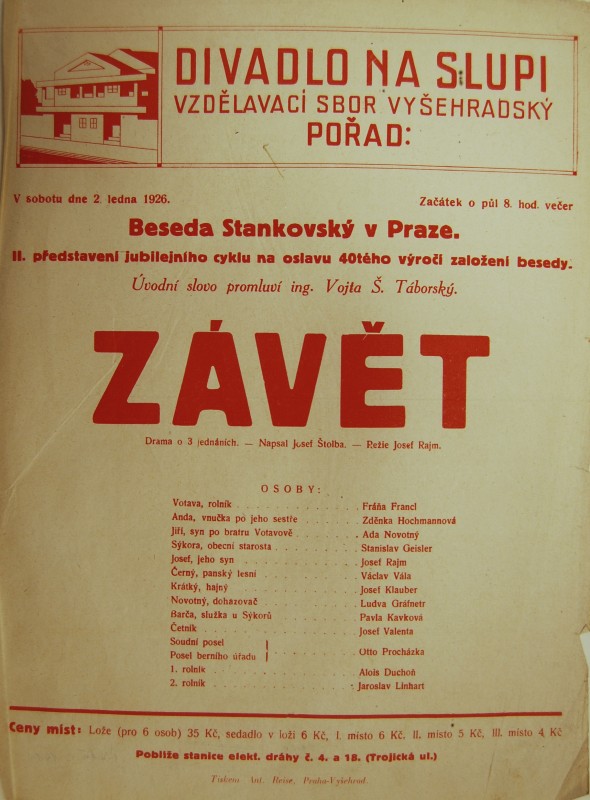 DIVADLO NA SLUPI
VZDĚLAVACÍ SBOR VYŠEHRADSKÝ
POŘAD:
V sobotu dne 2. ledna 1926.
Začátek o půl 8. hod. večer
Beseda Stankovský v Praze.
II. představení jubilejního cyklu na oslavu 40tého výročí založení besedy.
Úvodní slovo promluví ing. Vojta Š. Táborský.
ZÁVĚT
Drama o 3 jednáních. — Napsal Josef Štolba. — Režie Josef Rajm.
OSOBY:
Votava, rolník . . . . . . . . . . Fráňa Francl
Anda, vnučka po jeho sestře . . . . . Zděnka Hochmannová
Jiří, syn po bratru Votavově . . . . . Ada Novotný
Sýkora, obecní starosta . . . . . . . Stanislav Geisler
Josef, jeho syn . . . . . . . . . . Josef Rajm
Černý, panský lesní . . . . . . . . Václav Vála
Krátký, hajný . . . . . . . . . . Josef Klauber
Novotný, dohazovač . . . . . . . . Ludva Gráfnetr
Barča, služka u Sýkorů . . . . . . . Pavla Kavková
Četník . . . . . . . . . . . . . Josef Valenta
Soudní posel
Posel berního úřadu . . . . . . . . Otto Procházka
1. rolník . . . . . . . . . . . . Alois Duchoň
2. rolník . . . . . . . . . . . . Jaroslav Linhart
Ceny míst: Lože (pro 6 osob) 35 Kč, sedadlo v loži 6 Kč, I. místo 6 Kč, II. místo 5 Kč, III. místo 4 Kč
Poblíže stanice elekt. dráhy č. 4. a 18. (Trojická ul.)
Tiskem Ant. Reise, Praha-Vyšehrad.